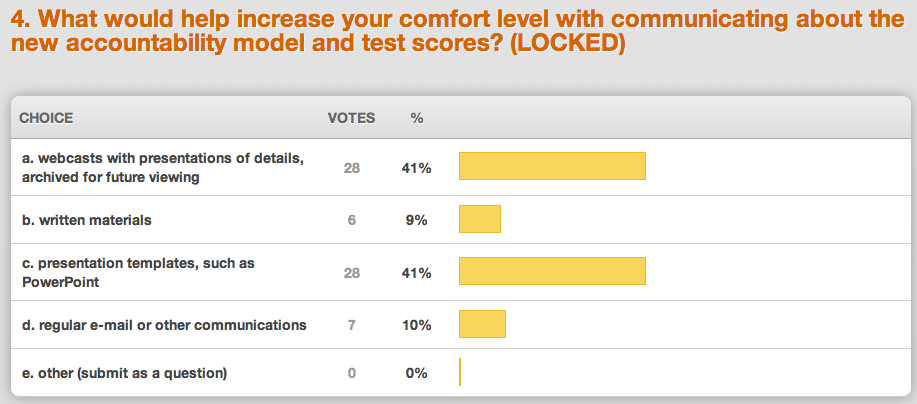 4. What would help increase your comfort level with communicating about the
new accountability model and test scores? (LOCKED)
CHOICE VOTES %
a. webcasts with presentations of details,
archived for future viewing 28 41%
b. written materials 6 9%
c. presentation templates, such as
PowerPoint 28 41%
d. regular e-mail or other communications 7 10%
e. other (submit as a question) 0 0%